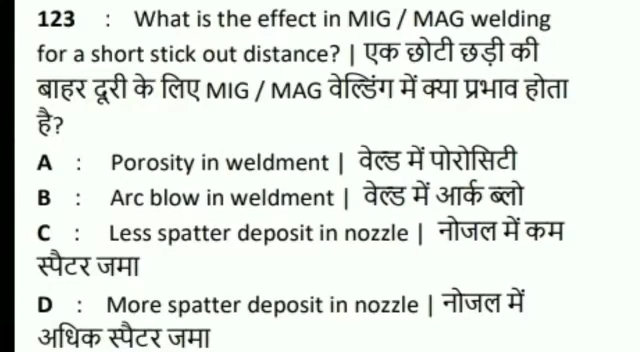 123 : What is the effect in MIG / MAG welding
for a short stick out distance? | एक छोटी छड़ी की
बाहर दूरी के लिए MIG / MAG वेल्डिंग में क्या प्रभाव होता
है?
A : Porosity in weldment | वेल्ड में पोरोसिटी
B : Arc blow in weldment | वेल्ड में आर्क ब्लो
C : Less spatter deposit in nozzle | नोजल में कम
स्पैटर जमा
D : More spatter deposit in nozzle | नोजल में
अधिक स्पैटर जमा